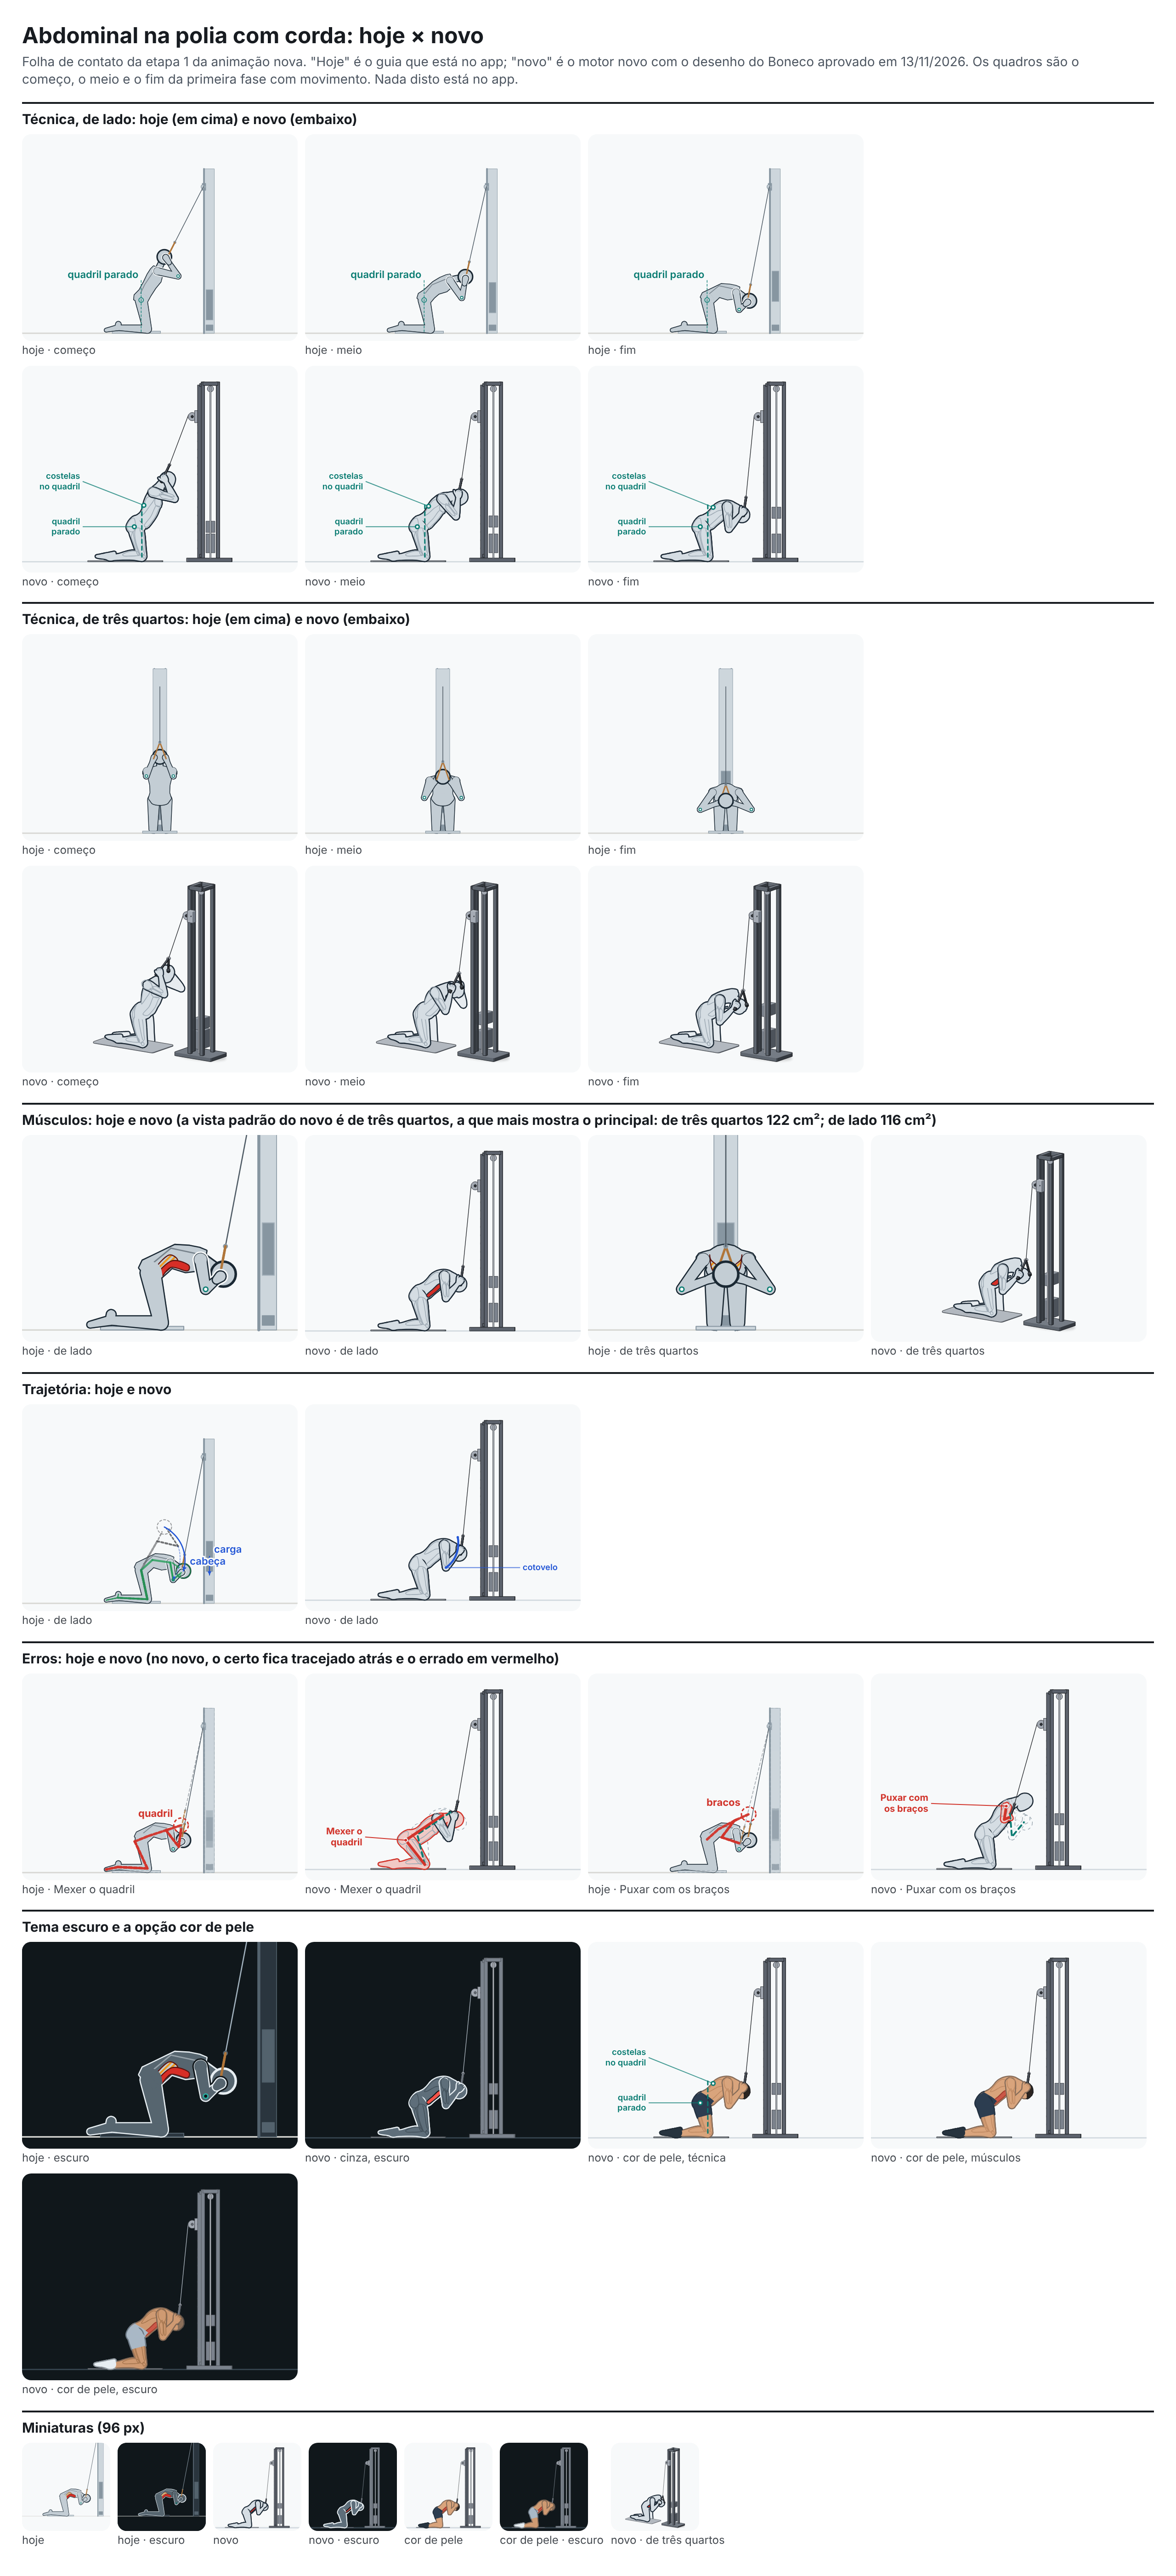 Abdominal na polia com corda: hoje × novo
Folha de contato da etapa 1 da animação nova. "Hoje" é o guia que está no app; "novo" é o motor novo com o desenho do Boneco aprovado em 13/11/2026. Os quadros são o
começo, o meio e o fim da primeira fase com movimento. Nada disto está no app.
Técnica, de lado: hoje (em cima) e novo (embaixo)
quadril parado
quadril parado
quadril parado
hoje · começo
hoje · meio
hoje · fim
costelas
no quadril
quadril
parado
costelas
no quadril
quadril
parado
costelas
no quadril
quadril
parado
novo · começo
novo · meio
novo · fim
Técnica, de três quartos: hoje (em cima) e novo (embaixo)
hoje · começo
hoje · meio
hoje · fim
novo · começo
novo · meio
novo · fim
Músculos: hoje e novo (a vista padrão do novo é de três quartos, a que mais mostra o principal: de três quartos 122 cm²; de lado 116 cm²)
hoje · de lado
novo · de lado
hoje · de três quartos
novo · de três quartos
Trajetória: hoje e novo
carga
cabeça
cotovelo
hoje · de lado
novo · de lado
Erros: hoje e novo (no novo, o certo fica tracejado atrás e o errado em vermelho)
quadril
Mexer o
quadril
bracos
Puxar com
os braços
hoje · Mexer o quadril
novo · Mexer o quadril
hoje · Puxar com os braços
novo · Puxar com os braços
Tema escuro e a opção cor de pele
costelas
no quadril
quadril
parado
hoje · escuro
novo · cinza, escuro
novo · cor de pele, técnica
novo · cor de pele, músculos
novo · cor de pele, escuro
Miniaturas (96 px)
hoje
hoje · escuro
novo
novo · escuro
cor de pele
cor de pele · escuro
novo · de três quartos